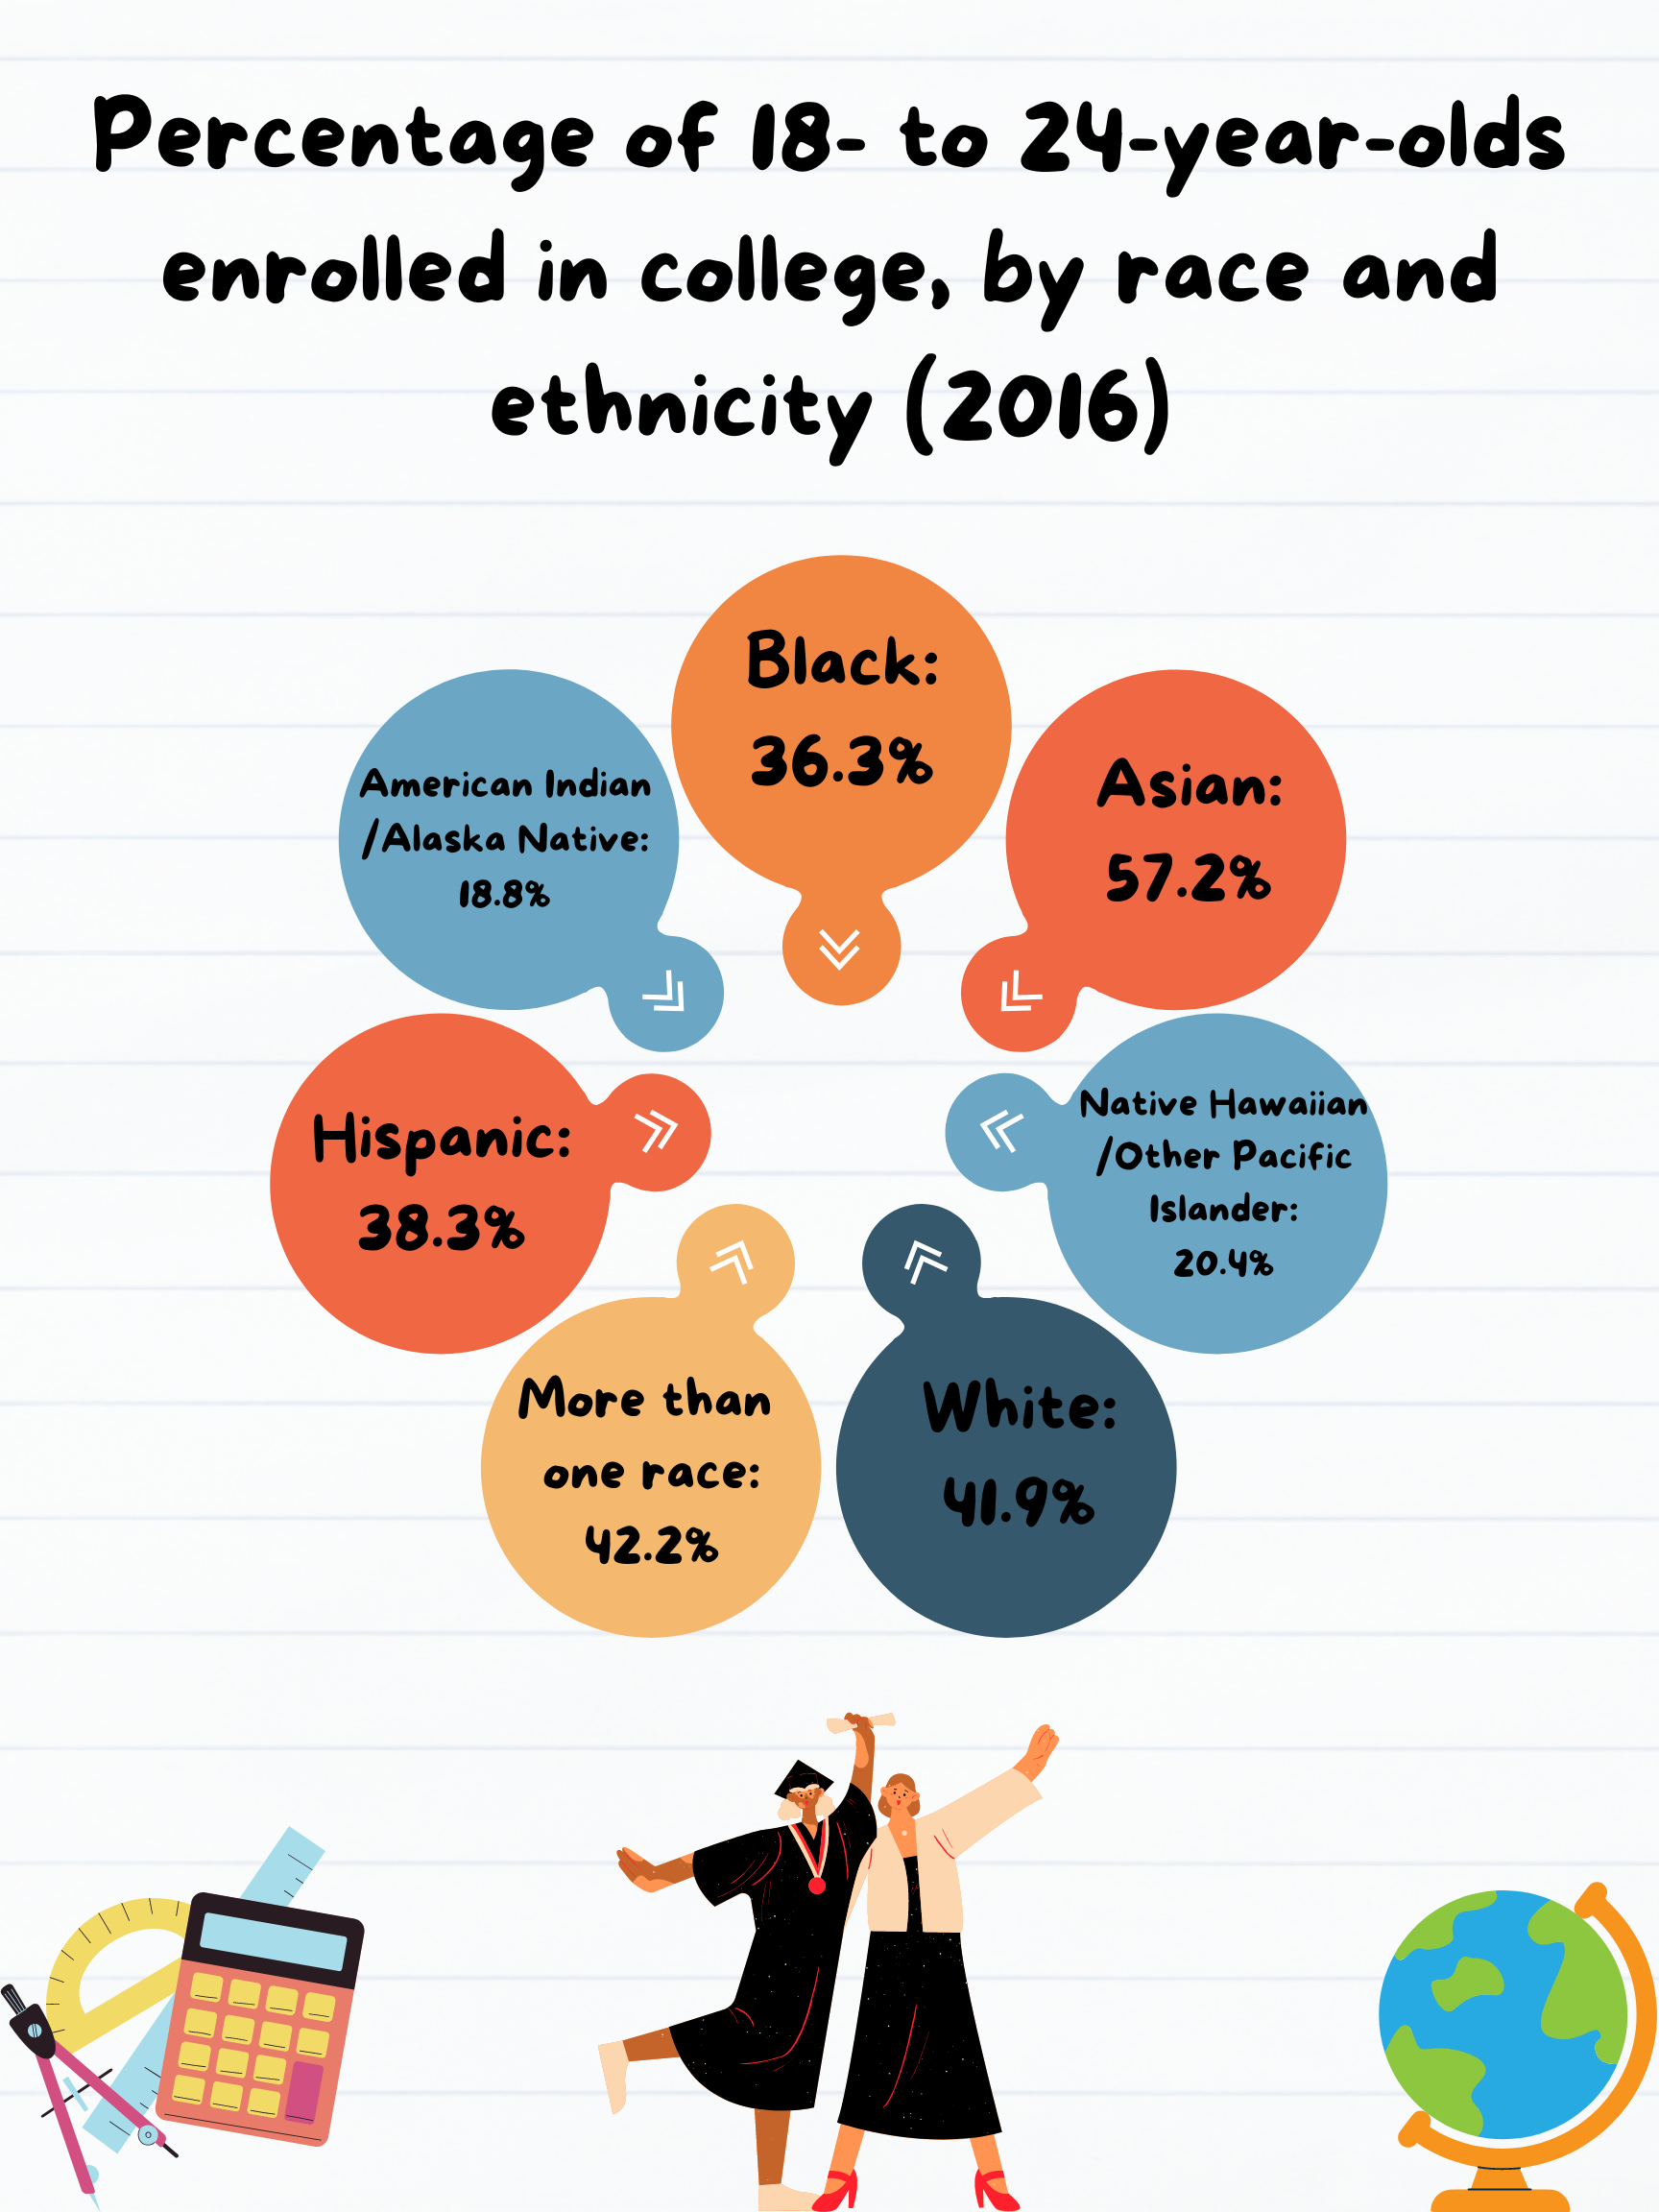 Percentage of 18- to 24-year-olds
enrolled in college, by race and
ethnicity (2016)
Black:
36.3%
American Indian
/Alaska Native:
18.8%
Asian:
57.2%
Hispanic:
38.3%
Native Hawaiian
/Other Pacific
Islander:
20.4%
More than
one race:
42.2%
White:
41.9%